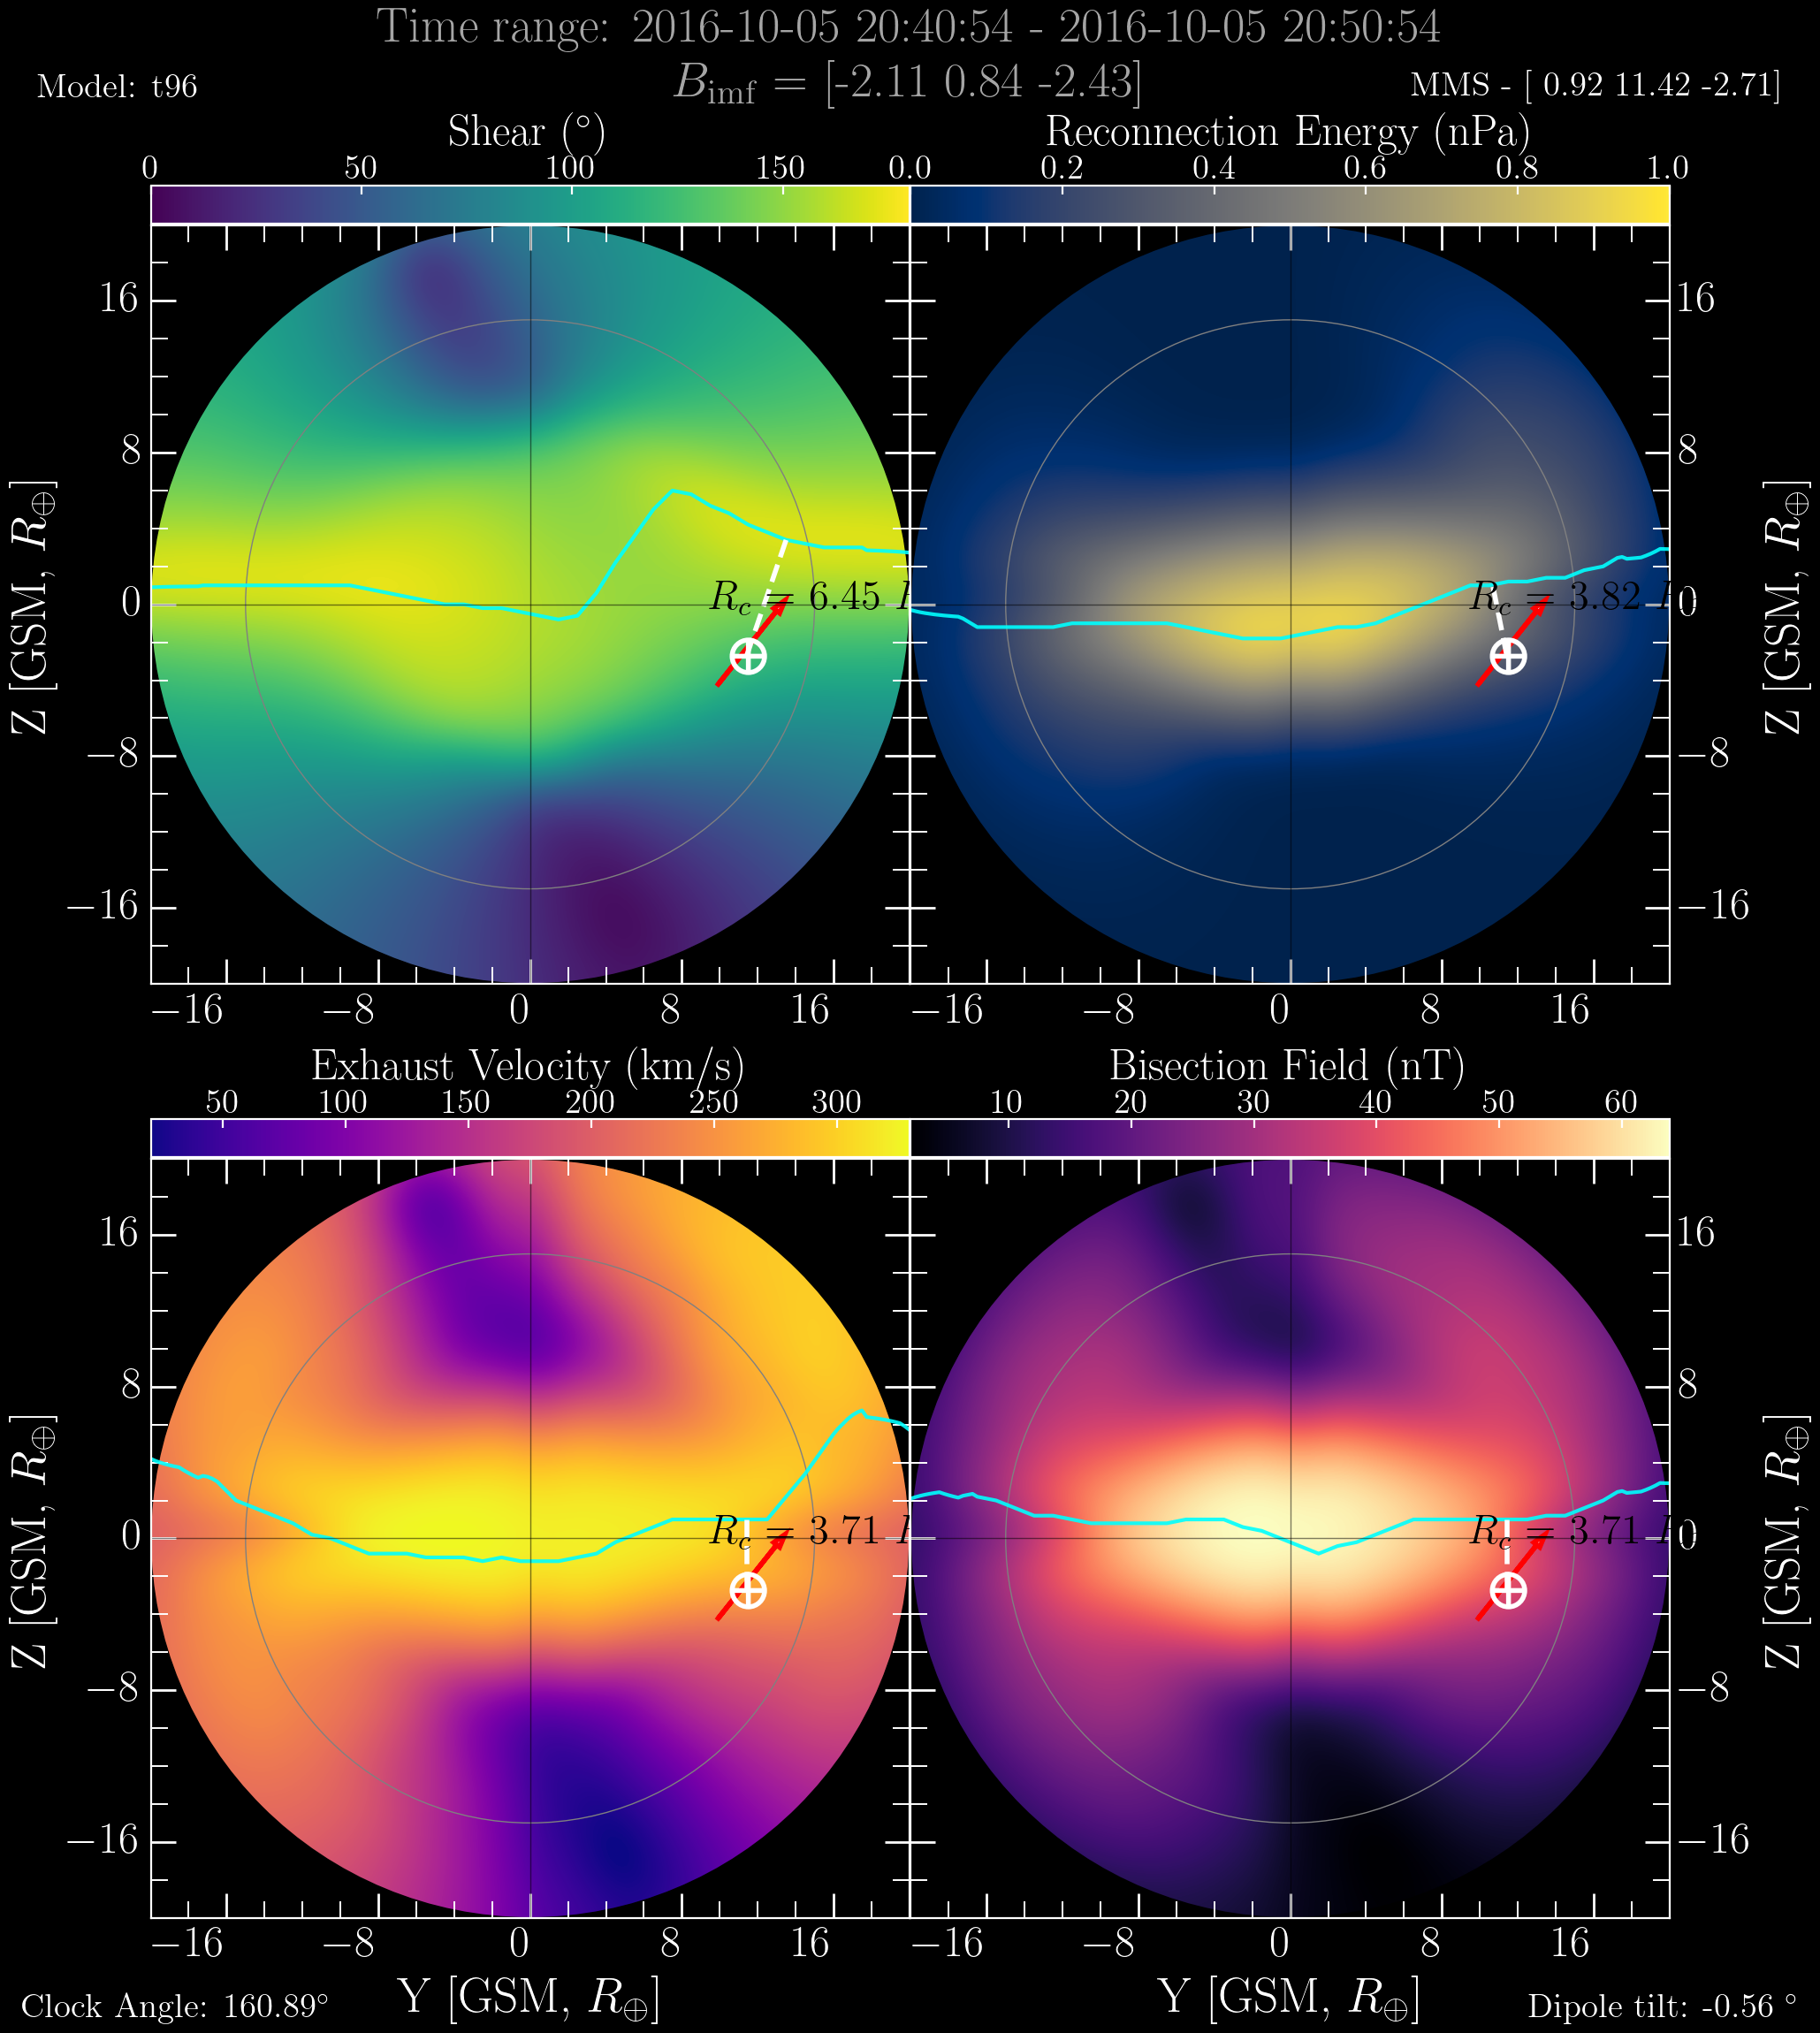 Time range: 2016-10-05 20:40:54 - 2016-10-05 20:50:54
Model: t96
B_imf = [-2.11 0.84 -2.43]
MMS - [ 0.92 11.42 -2.71]
Shear (°)
0 50 100 150
Reconnection Energy (nPa)
0.0 0.2 0.4 0.6 0.8 1.0
Z [GSM, R⊕]
16
8
0
−8
−16
R_c = 6.45
−16 −8 0 8 16
R_c = 3.82
16
8
0
−8
−16
Z [GSM, R⊕]
−16 −8 0 8 16
Exhaust Velocity (km/s)
50 100 150 200 250 300
Bisection Field (nT)
10 20 30 40 50 60
Z [GSM, R⊕]
16
8
0
−8
−16
R_c = 3.71
−16 −8 0 8 16
Y [GSM, R⊕]
R_c = 3.71
16
8
0
−8
−16
Z [GSM, R⊕]
−16 −8 0 8 16
Y [GSM, R⊕]
Clock Angle: 160.89°
Dipole tilt: -0.56 °